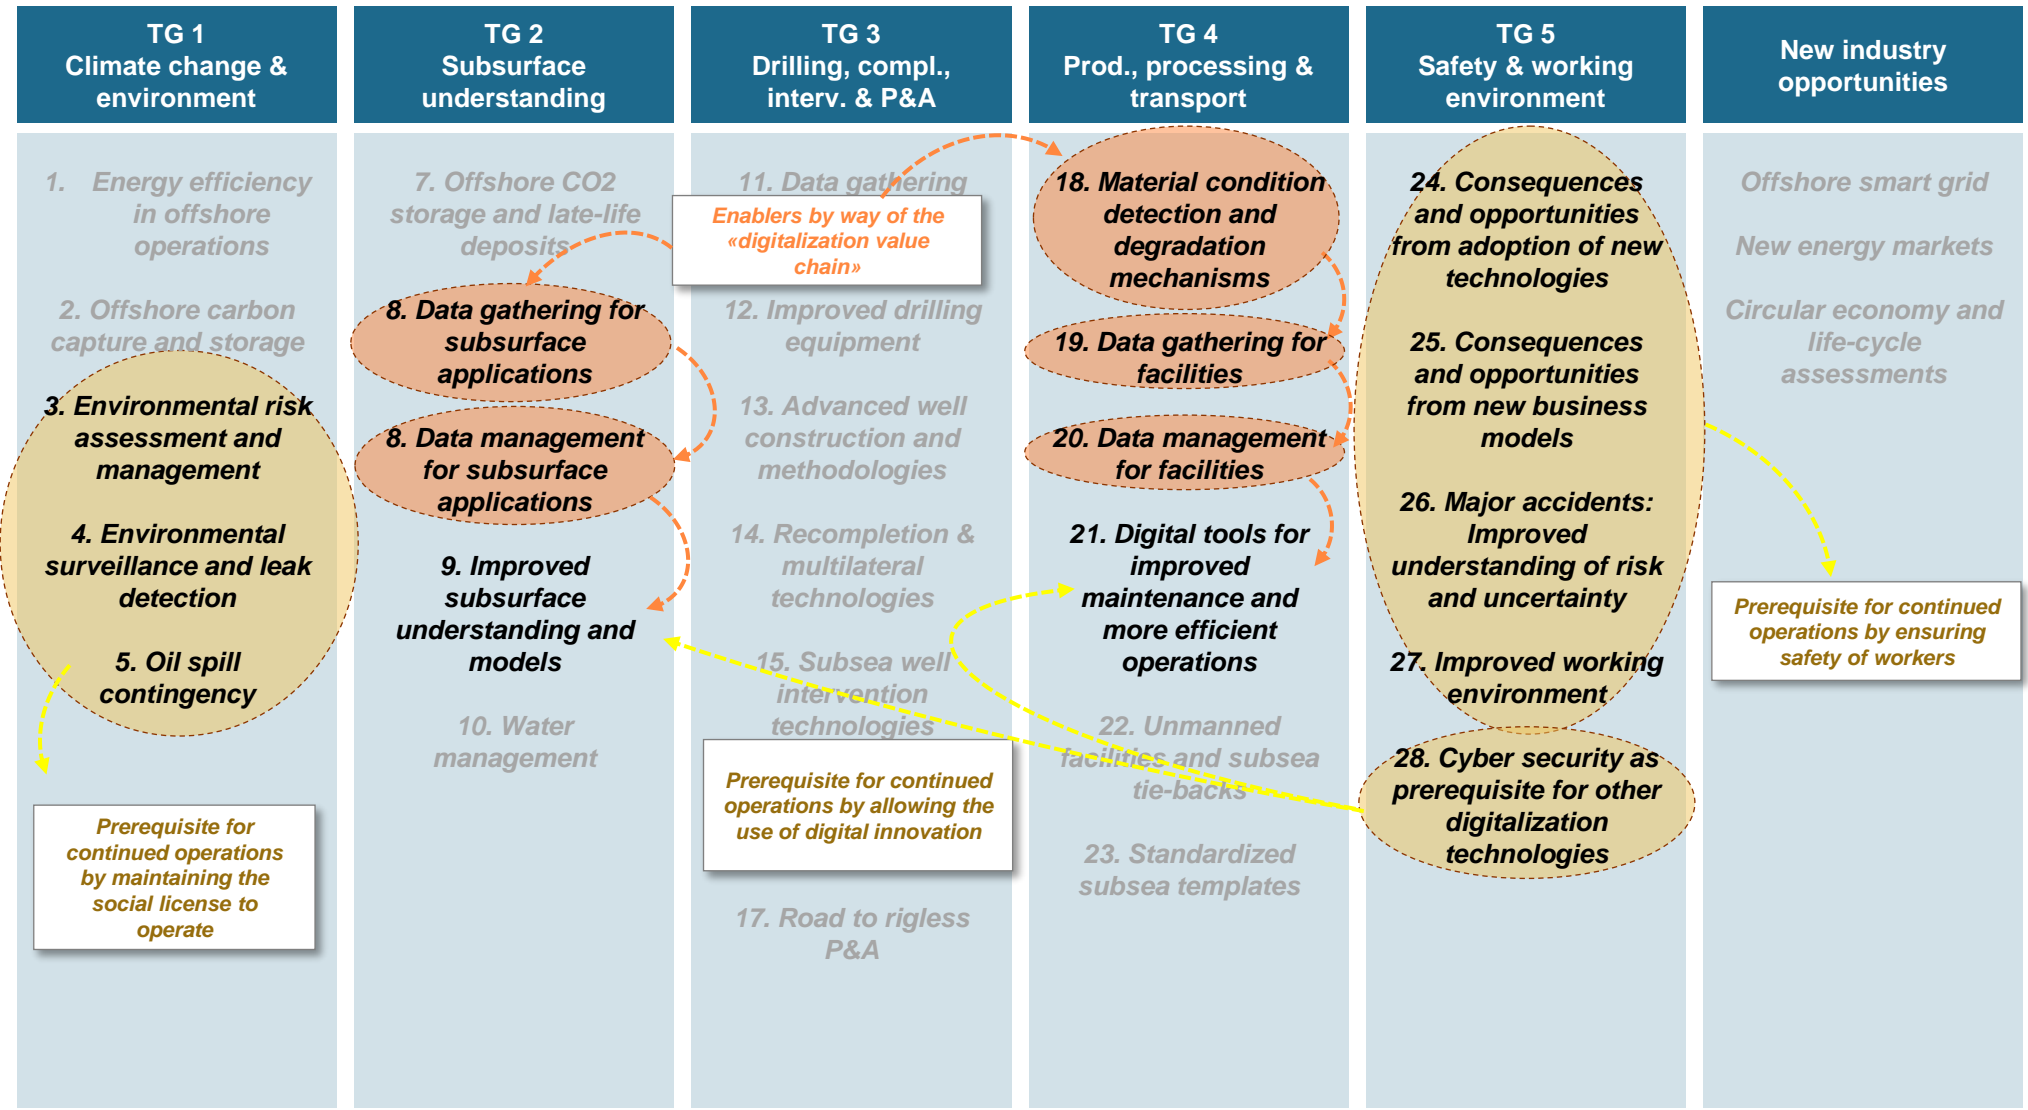 TG 1
Climate change &
environment
TG 2
Subsurface
understanding
TG 3
Drilling, compl.,
interv. & P&A
TG 4
Prod., processing &
transport
TG 5
Safety & working
environment
New industry
opportunities
1. Energy efficiency
in offshore
operations
2. Offshore carbon
capture and storage
3. Environmental risk
assessment and
management
4. Environmental
surveillance and leak
detection
5. Oil spill
contingency
Prerequisite for
continued operations
by maintaining the
social license to
operate
7. Offshore CO2
storage and late-life
deposits
8. Data gathering for
subsurface
applications
8. Data management
for subsurface
applications
9. Improved
subsurface
understanding and
models
10. Water
management
11. Data gathering
Enablers by way of the
«digitalization value
chain»
12. Improved drilling
equipment
13. Advanced well
construction and
methodologies
14. Recompletion &
multilateral
technologies
15. Subsea well
intervention
technologies
Prerequisite for continued
operations by allowing the
use of digital innovation
17. Road to rigless
P&A
18. Material condition
detection and
degradation
mechanisms
19. Data gathering for
facilities
20. Data management
for facilities
21. Digital tools for
improved
maintenance and
more efficient
operations
22. Unmanned
facilities and subsea
tie-backs
23. Standardized
subsea templates
24. Consequences
and opportunities
from adoption of new
technologies
25. Consequences
and opportunities
from new business
models
26. Major accidents:
Improved
understanding of risk
and uncertainty
27. Improved working
environment
28. Cyber security as
prerequisite for other
digitalization
technologies
Offshore smart grid
New energy markets
Circular economy and
life-cycle
assessments
Prerequisite for continued
operations by ensuring
safety of workers